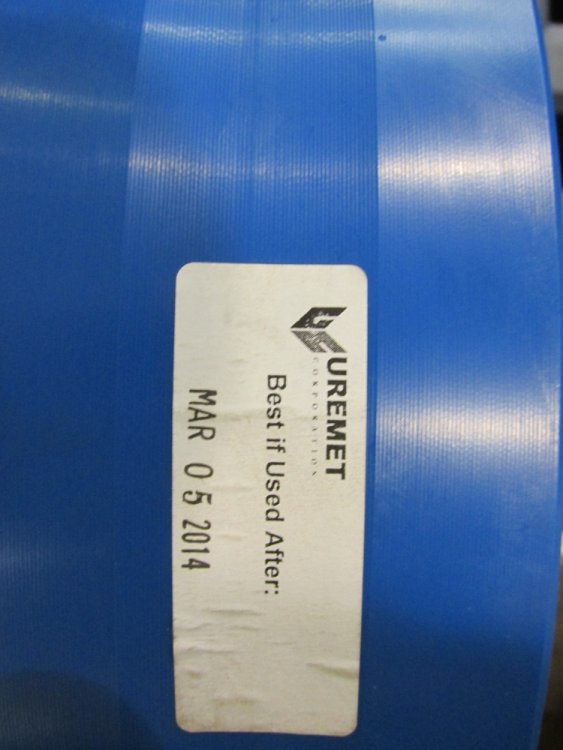 UREMET
CORPORATION
Best if Used After:
MAR 05 2014